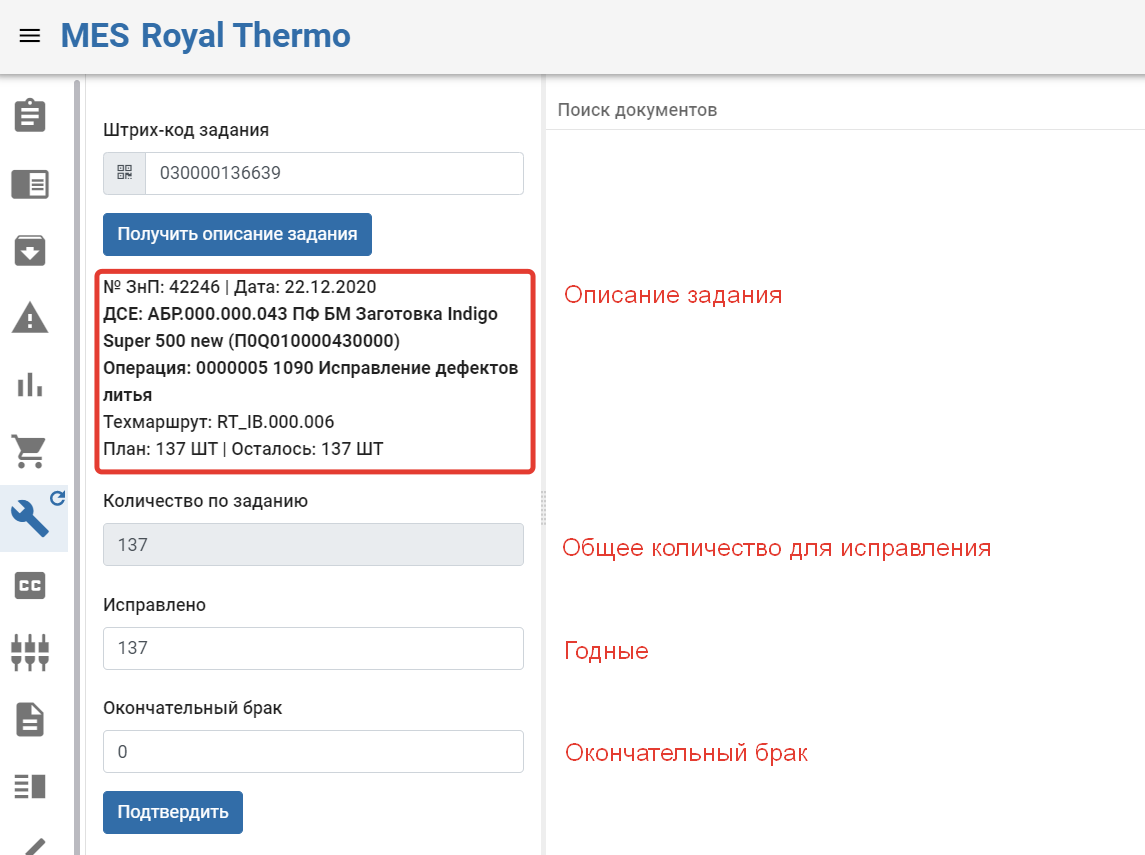 MES Royal Thermo
Поиск документов
Штрих-код задания
030000136639
Получить описание задания
№ ЗнП: 42246 | Дата: 22.12.2020
ДСЕ: АБР.000.000.043 ПФ БМ Заготовка Indigo
Super 500 new (П0Q010000430000)
Операция: 0000005 1090 Исправление дефектов
литья
Техмаршрут: RT_IB.000.006
План: 137 ШТ | Осталось: 137 ШТ
Описание задания
Количество по заданию
137
Общее количество для исправления
Исправлено
137
Годные
Окончательный брак
0
Окончательный брак
Подтвердить
CC